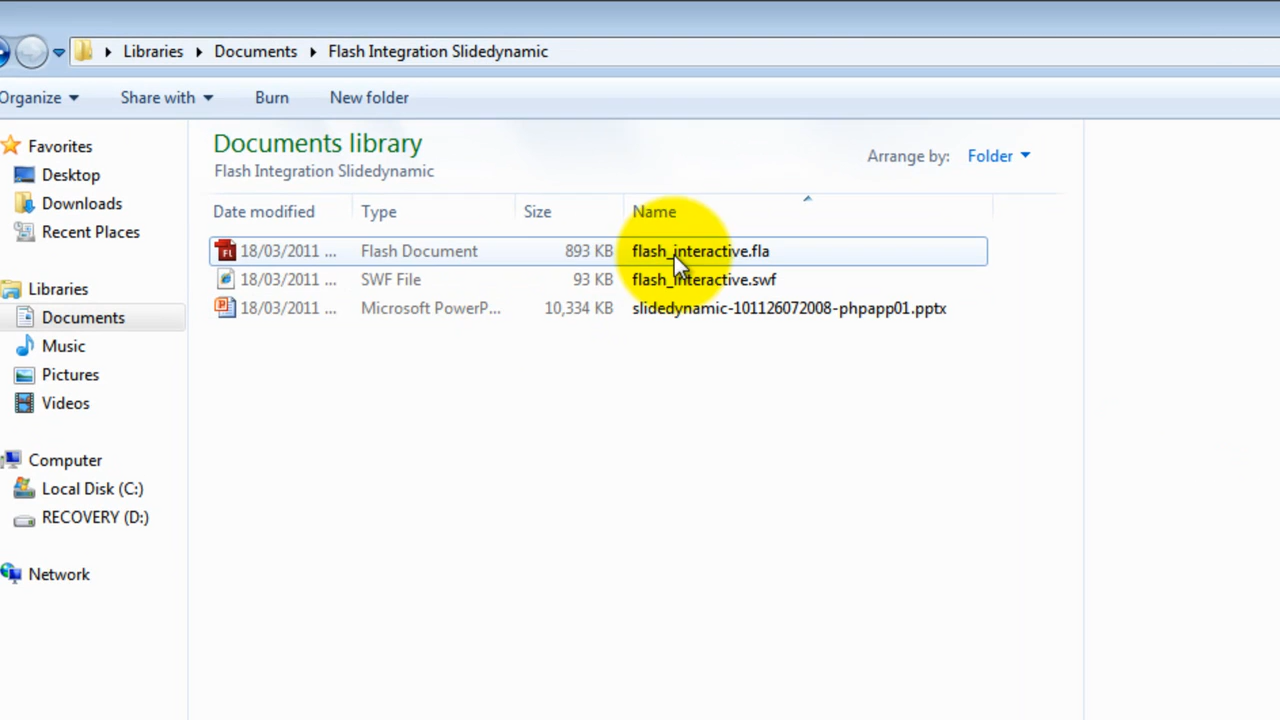 Libraries Documents Flash Integration Slidedynamic
Organize Share with Burn New folder
Favorites
Desktop
Downloads
Recent Places
Libraries
Documents
Music
Pictures
Videos
Computer
Local Disk (C:)
RECOVERY (D:)
Network
Documents library
Flash Integration Slidedynamic
Arrange by: Folder
Date modified Type Size Name
18/03/2011 ... Flash Document 893 KB flash_interactive.fla
18/03/2011 ... SWF File 93 KB flash_interactive.swf
18/03/2011 ... Microsoft PowerP... 10,334 KB slidedynamic-101126072008-phpapp01.pptx